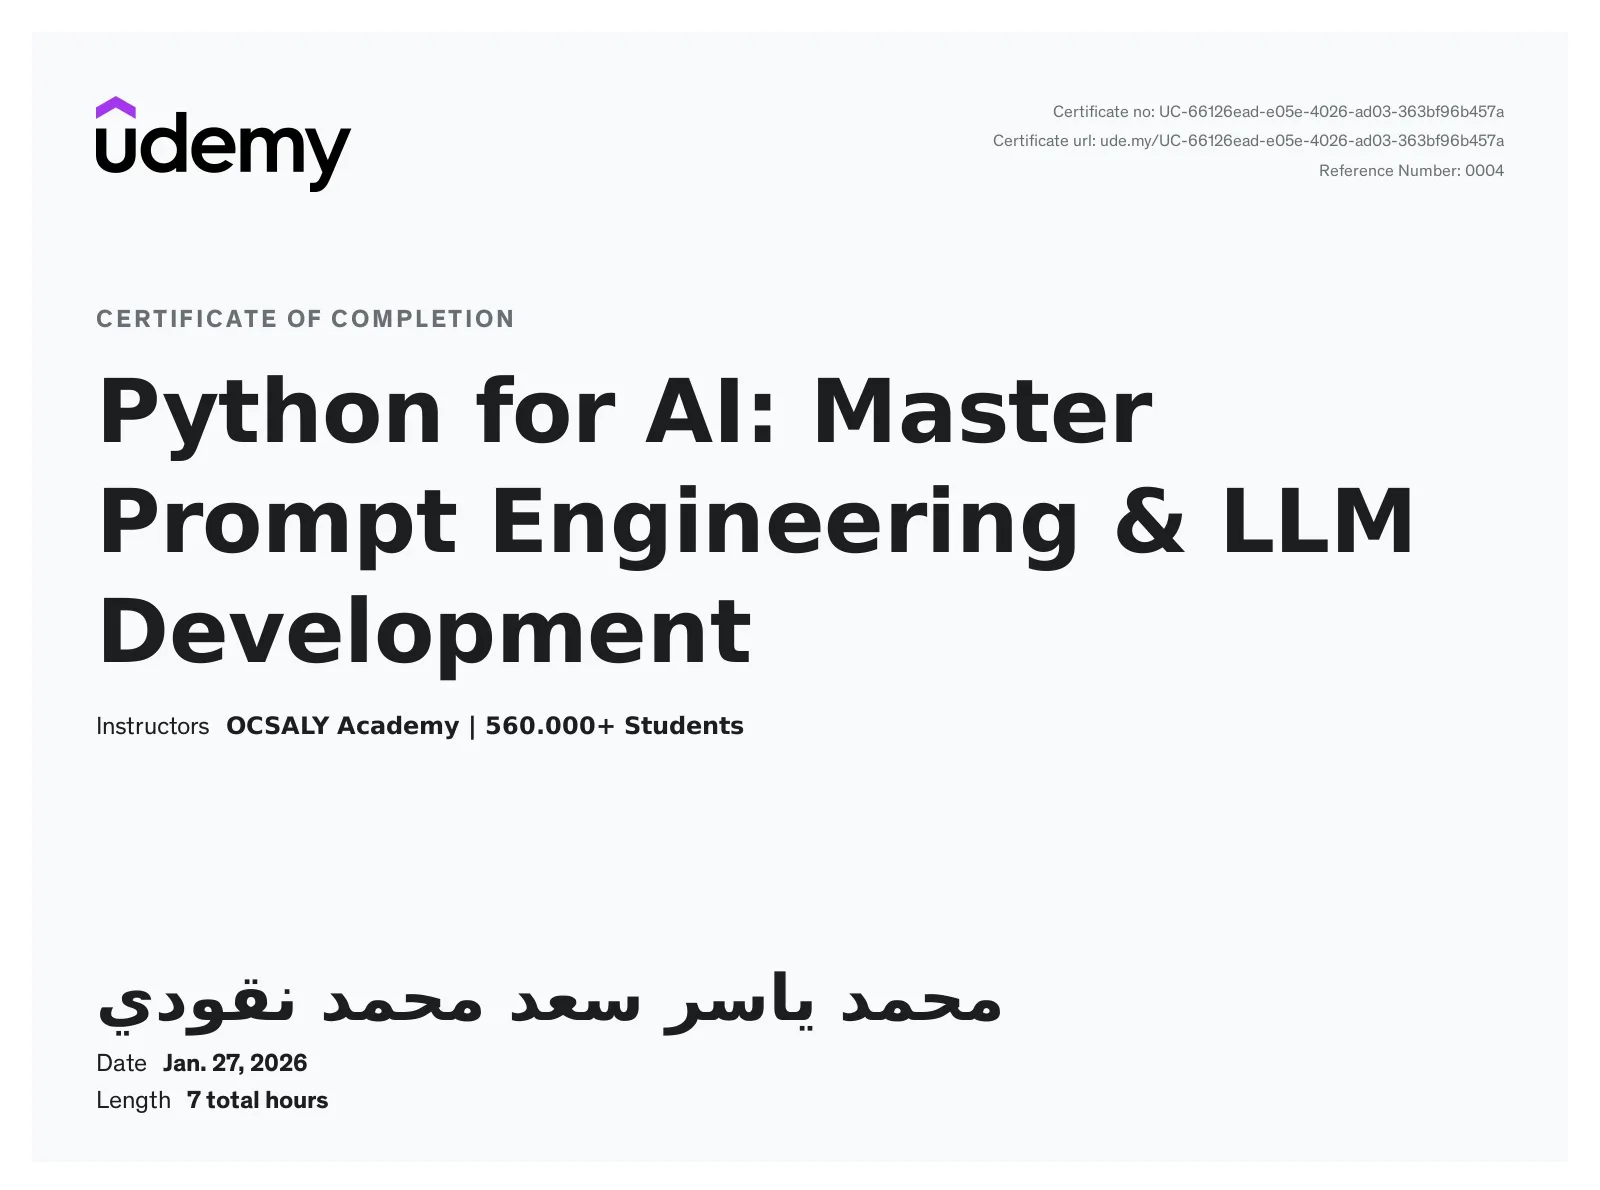 udemy
Certificate no: UC-66126ead-e05e-4026-ad03-363bf96b457a
Certificate url: ude.my/UC-66126ead-e05e-4026-ad03-363bf96b457a
Reference Number: 0004
CERTIFICATE OF COMPLETION
Python for AI: Master
Prompt Engineering & LLM
Development
Instructors OCSALY Academy | 560.000+ Students
محمد ياسر سعد محمد نقودي
Date Jan. 27, 2026
Length 7 total hours